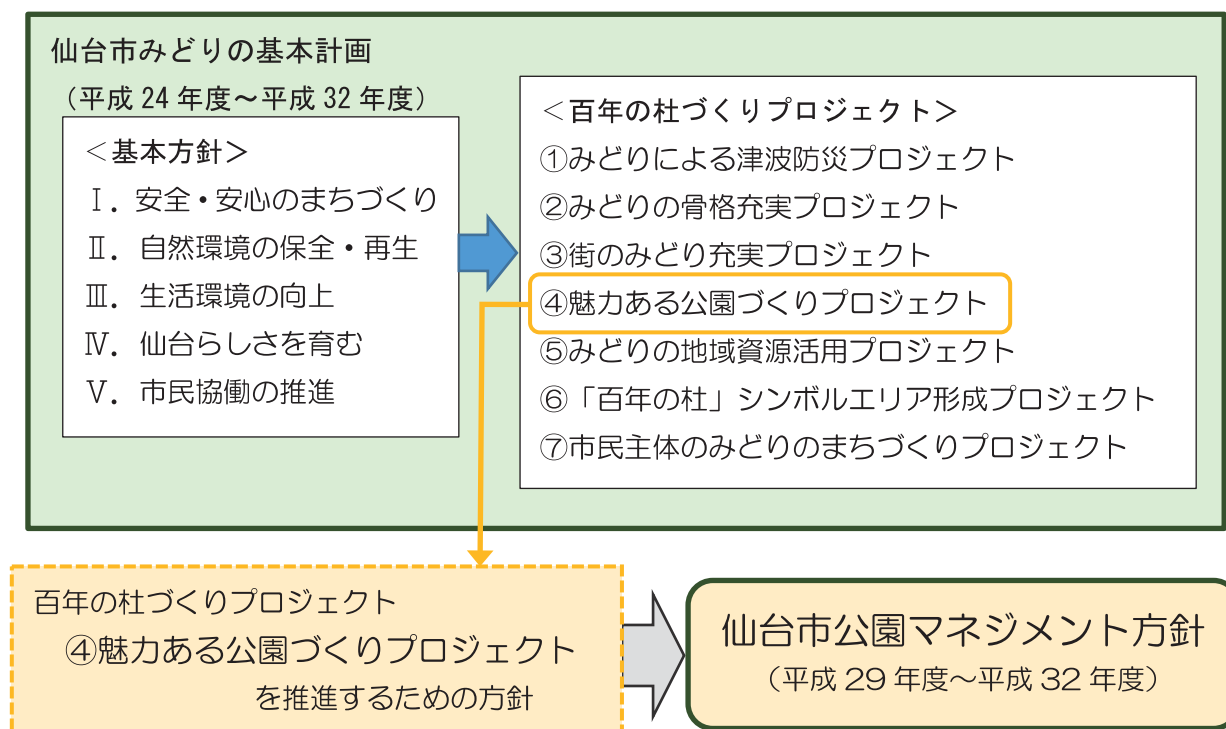 仙台市みどりの基本計画
(平成 24 年度～平成 32 年度)
＜基本方針＞
Ⅰ．安全・安心のまちづくり
Ⅱ．自然環境の保全・再生
Ⅲ．生活環境の向上
Ⅳ．仙台らしさを育む
Ⅴ．市民協働の推進
＜百年の杜づくりプロジェクト＞
①みどりによる津波防災プロジェクト
②みどりの骨格充実プロジェクト
③街のみどり充実プロジェクト
④魅力ある公園づくりプロジェクト
⑤みどりの地域資源活用プロジェクト
⑥「百年の杜」シンボルエリア形成プロジェクト
⑦市民主体のみどりのまちづくりプロジェクト
百年の杜づくりプロジェクト
④魅力ある公園づくりプロジェクト
を推進するための方針
仙台市公園マネジメント方針
（平成 29 年度～平成 32 年度）